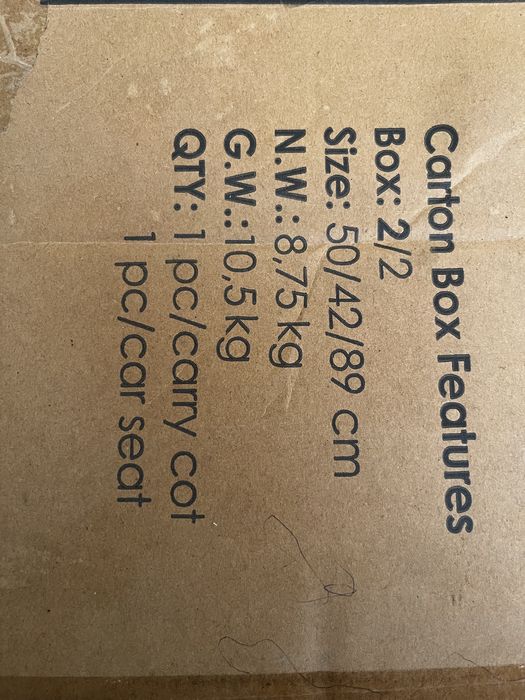 Carton Box Features
Box: 2/2
Size: 50/42/89 cm
N.W.: 8,75 kg
G.W.:10,5 kg
QTY: 1 pc/carry cot
1 pc/car seat